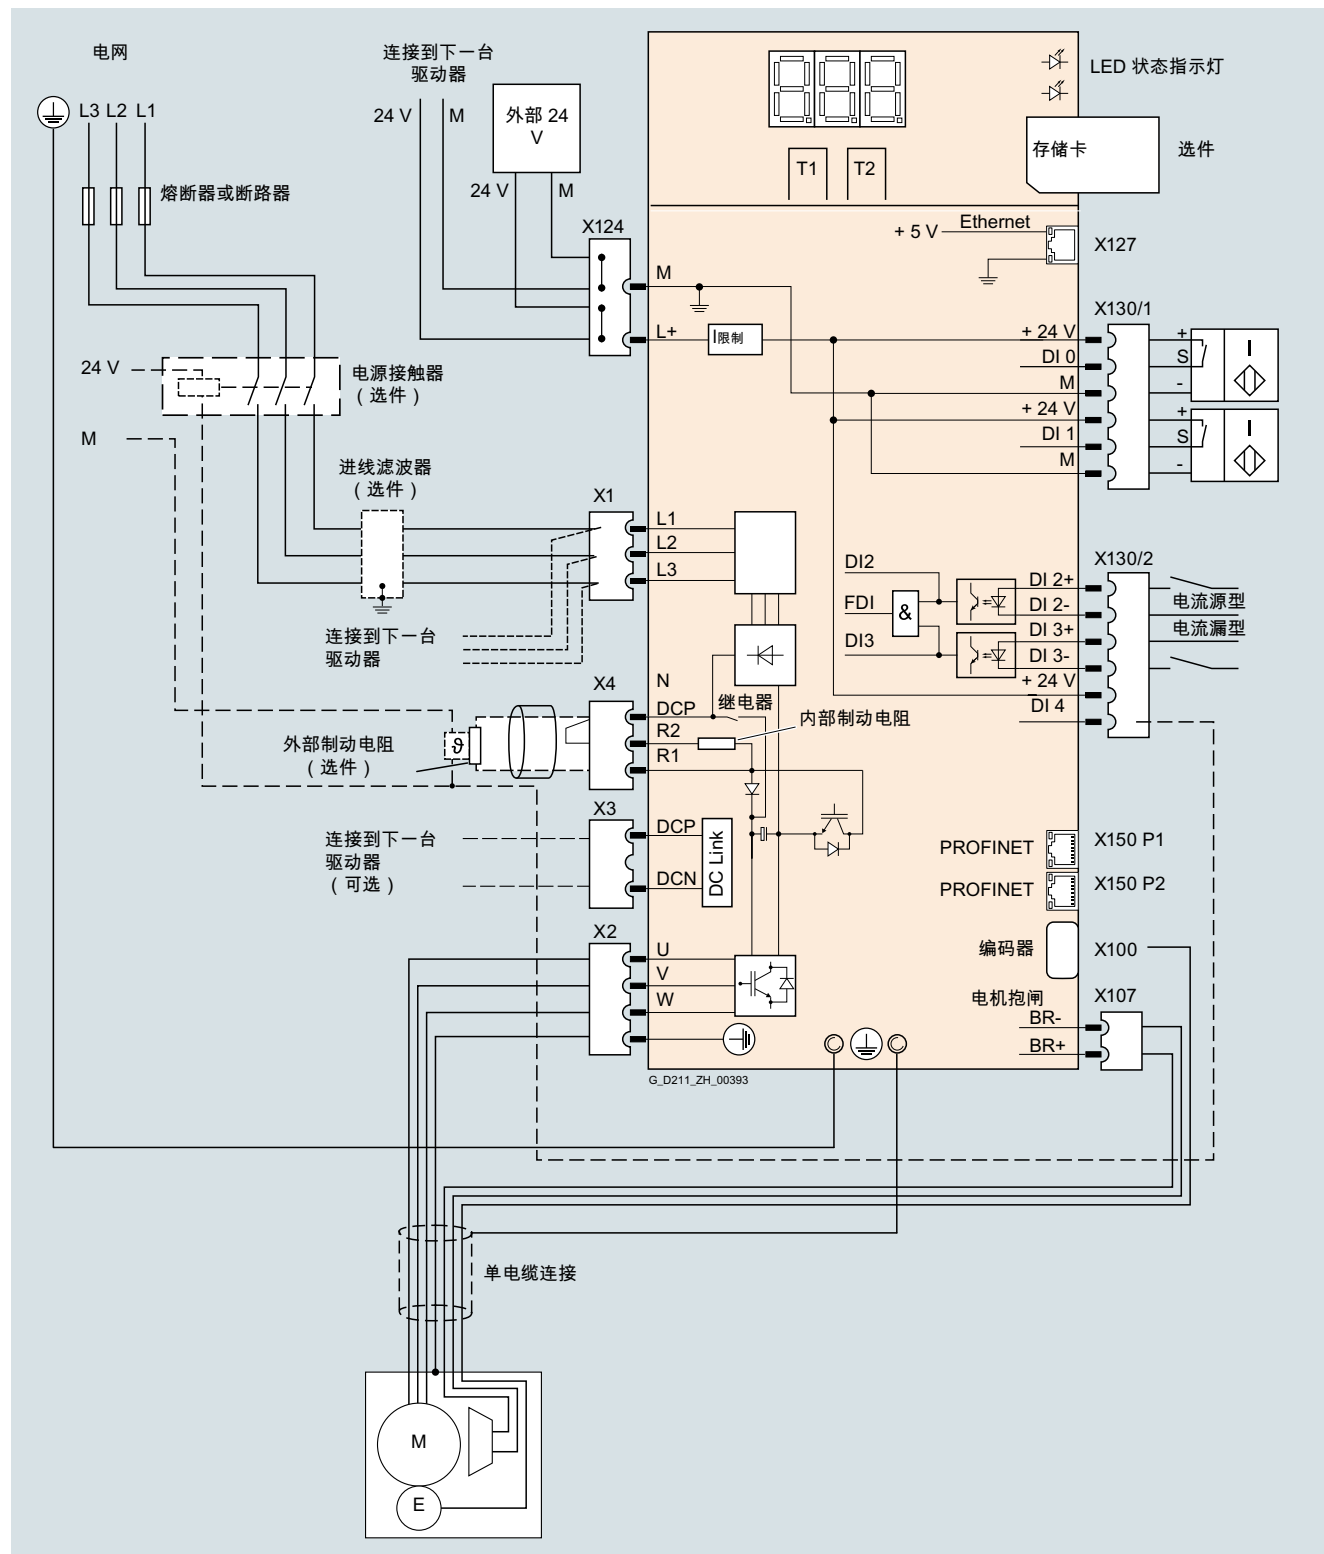 电网
连接到下一台
驱动器
LED 状态指示灯
L3 L2 L1
24 V
M
外部 24
V
存储卡
选件
T1
T2
熔断器或断路器
24 V
M
X124
Ethernet
+ 5 V
X127
M
L+
I限制
X130/1
+ 24 V
DI 0
M
+ 24 V
DI 1
M
+
S
-
I
+
S
-
I
24 V
电源接触器
(选件)
M
进线滤波器
(选件)
X1
L1
L2
L3
连接到下一台
驱动器
DI2
FDI
&
DI3
X130/2
DI 2+
DI 2-
DI 3+
DI 3-
+ 24 V
DI 4
电流源型
电流漏型
X4
N
DCP
R2
R1
继电器
内部制动电阻
ϑ
外部制动电阻
(选件)
X3
DCP
DCN
DC Link
连接到下一台
驱动器
(可选)
PROFINET
X150 P1
PROFINET
X150 P2
X2
U
V
W
编码器
X100
电机抱闸
X107
BR-
BR+
G_D211_ZH_00393
单电缆连接
M
E